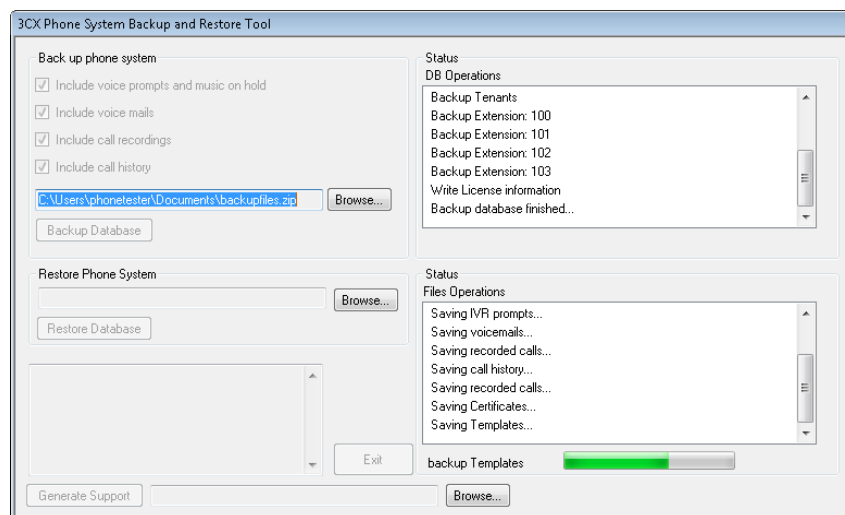 3CX Phone System Backup and Restore Tool
Back up phone system
Include voice prompts and music on hold
Include voice mails
Include call recordings
Include call history
C:\Users\phonetester\Documents\backupfiles.zip
Browse...
Backup Database
Status
DB Operations
Backup Tenants
Backup Extension: 100
Backup Extension: 101
Backup Extension: 102
Backup Extension: 103
Write License information
Backup database finished...
Restore Phone System
Browse...
Restore Database
Status
Files Operations
Saving IVR prompts...
Saving voicemails...
Saving recorded calls...
Saving call history...
Saving recorded calls...
Saving Certificates...
Saving Templates...
Exit
backup Templates
Generate Support
Browse...